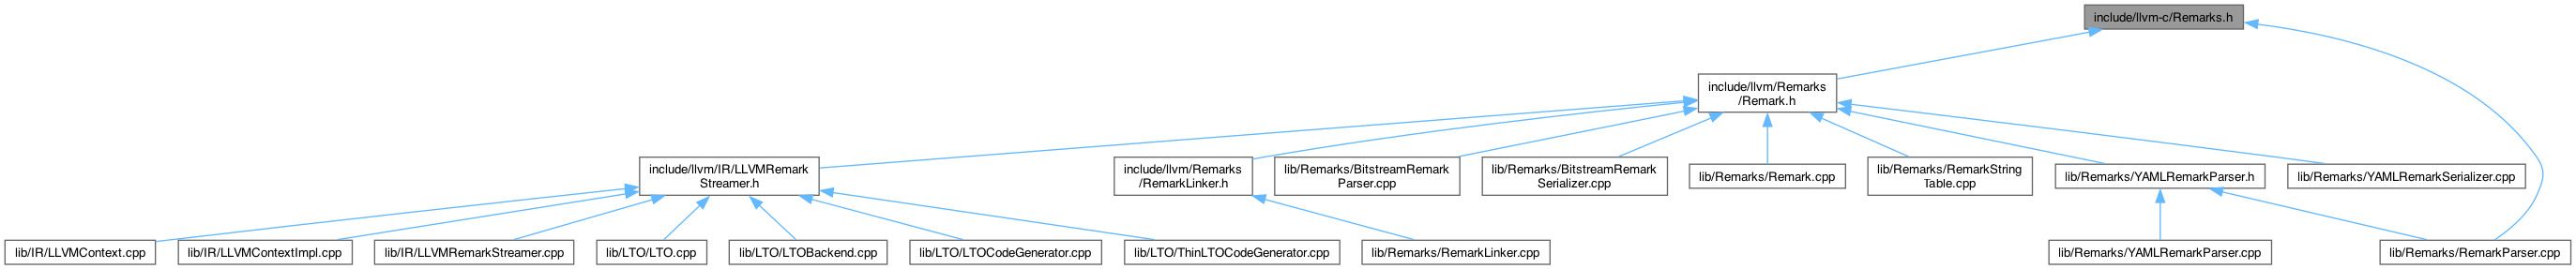 include/llvm-c/Remarks.h
include/llvm/Remarks
/Remark.h
include/llvm/IR/LLVMRemark
Streamer.h
include/llvm/Remarks
/RemarkLinker.h
lib/Remarks/BitstreamRemark
Parser.cpp
lib/Remarks/BitstreamRemark
Serializer.cpp
lib/Remarks/Remark.cpp
lib/Remarks/RemarkString
Table.cpp
lib/Remarks/YAMLRemarkParser.h
lib/Remarks/YAMLRemarkSerializer.cpp
lib/IR/LLVMContext.cpp
lib/IR/LLVMContextImpl.cpp
lib/IR/LLVMRemarkStreamer.cpp
lib/LTO/LTO.cpp
lib/LTO/LTOBackend.cpp
lib/LTO/LTOCodeGenerator.cpp
lib/LTO/ThinLTOCodeGenerator.cpp
lib/Remarks/RemarkLinker.cpp
lib/Remarks/YAMLRemarkParser.cpp
lib/Remarks/RemarkParser.cpp